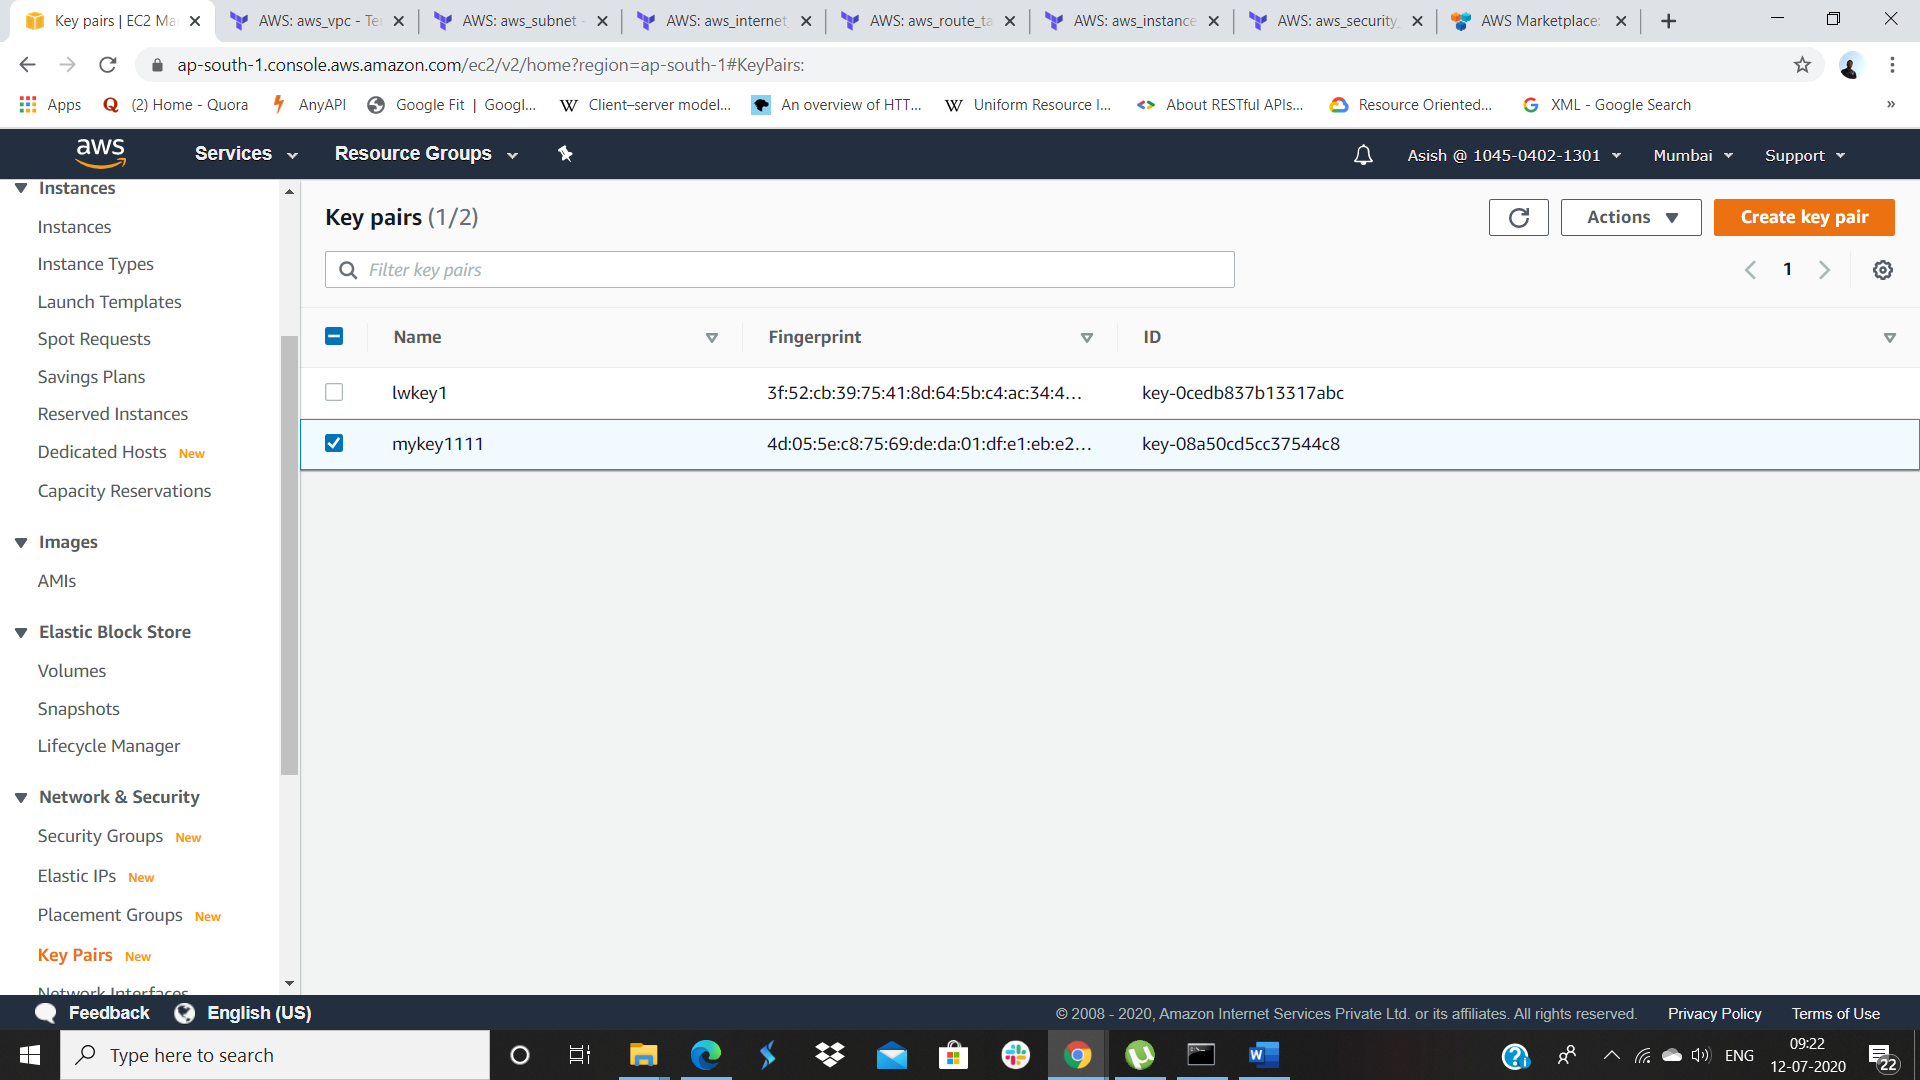 Key pairs | EC2 Ma
AWS: aws_vpc - Te
AWS: aws_subnet -
AWS: aws_internet
AWS: aws_route_ta
AWS: aws_instance
AWS: aws_security
AWS Marketplace:
ap-south-1.console.aws.amazon.com/ec2/v2/home?region=ap-south-1#KeyPairs:
Apps
(2) Home - Quora
AnyAPI
Google Fit | Googl...
Client–server model...
An overview of HTT...
Uniform Resource I...
About RESTful APIs...
Resource Oriented...
XML - Google Search
»
aws
Services
Resource Groups
Asish @ 1045-0402-1301
Mumbai
Support
Instances
Instances
Instance Types
Launch Templates
Spot Requests
Savings Plans
Reserved Instances
Dedicated Hosts New
Capacity Reservations
Images
AMIs
Elastic Block Store
Volumes
Snapshots
Lifecycle Manager
Network & Security
Security Groups New
Elastic IPs New
Placement Groups New
Key Pairs New
Network Interfaces
Key pairs (1/2)
Actions
Create key pair
Filter key pairs
1
Name
Fingerprint
ID
lwkey1
3f:52:cb:39:75:41:8d:64:5b:c4:ac:34:4...
key-0cedb837b13317abc
mykey1111
4d:05:5e:c8:75:69:de:da:01:df:e1:eb:e2...
key-08a50cd5cc37544c8
Feedback
English (US)
© 2008 - 2020, Amazon Internet Services Private Ltd. or its affiliates. All rights reserved.
Privacy Policy
Terms of Use
Type here to search
ENG
09:22
12-07-2020
22